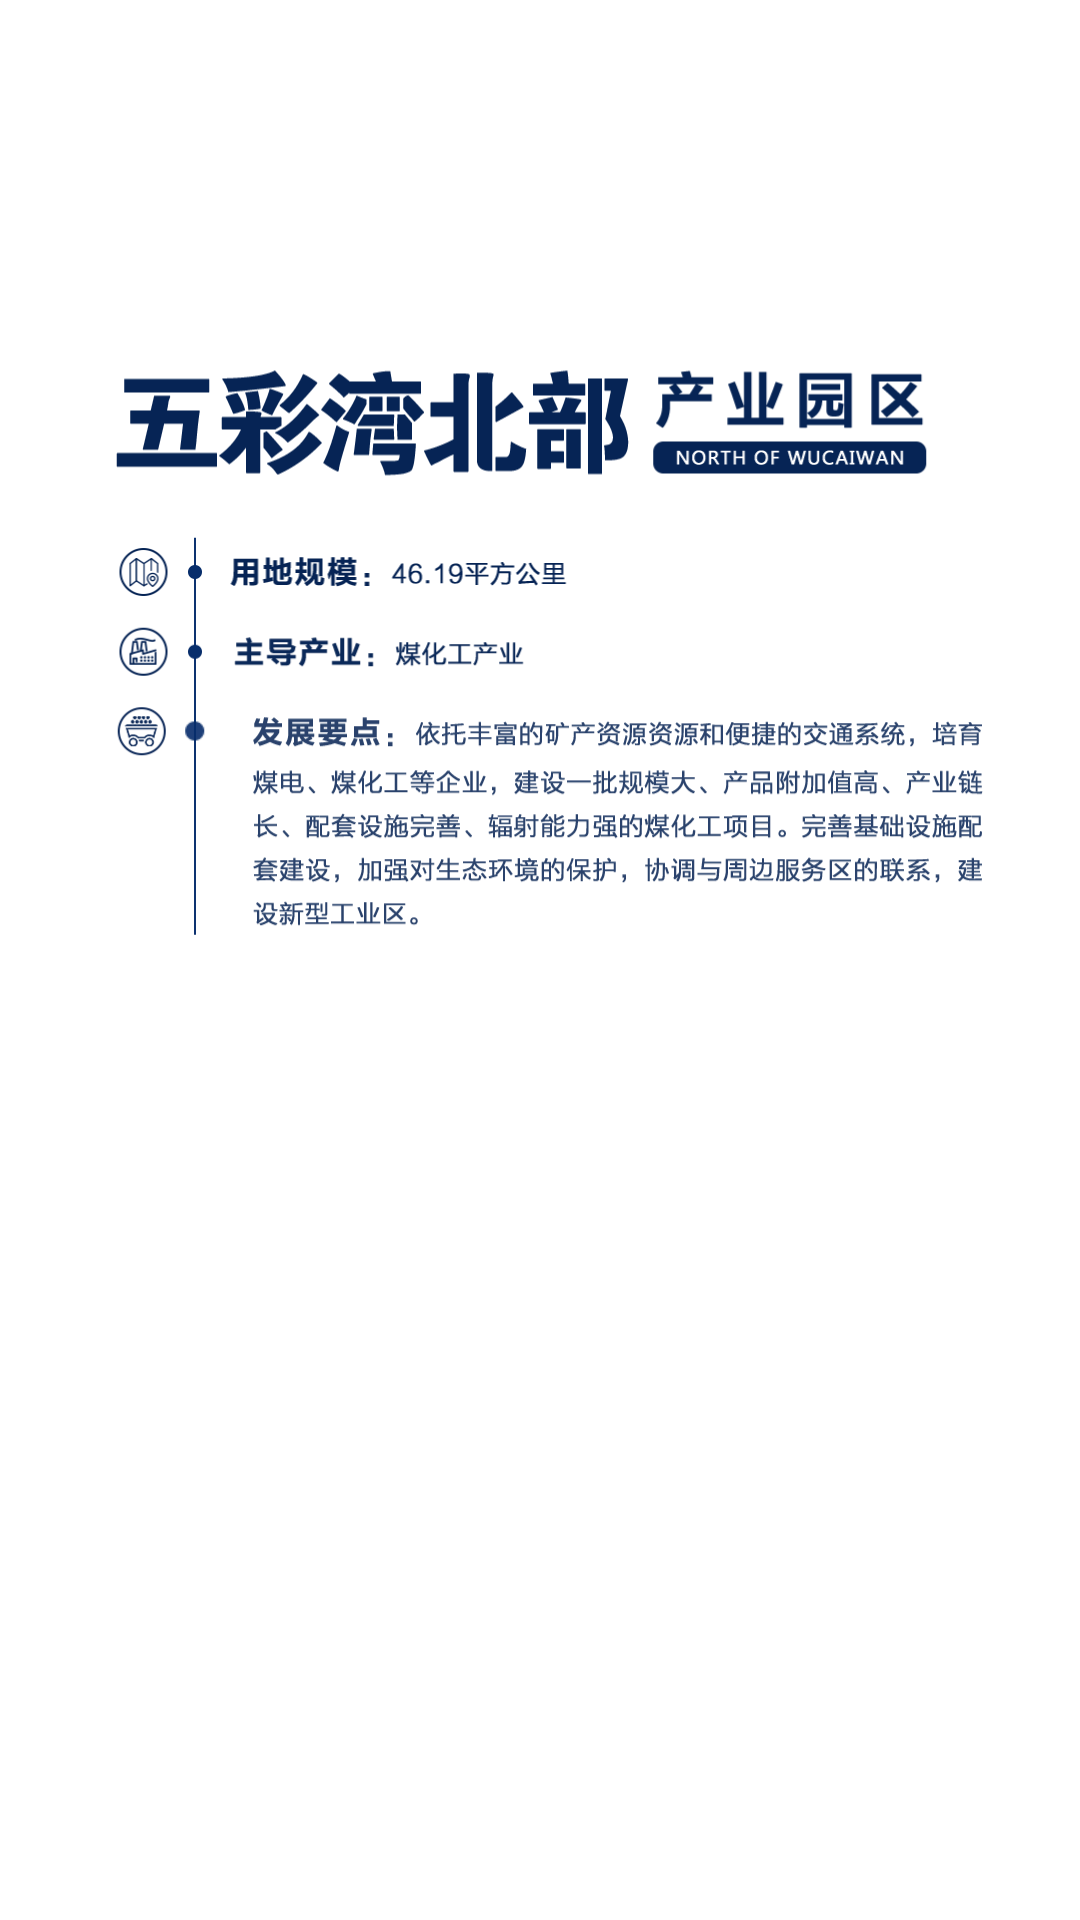 五彩湾北部 产业园区
NORTH OF WUCAIWAN
用地规模：46.19平方公里
主导产业：煤化工产业
发展要点：依托丰富的矿产资源资源和便捷的交通系统，培育
煤电、煤化工等企业，建设一批规模大、产品附加值高、产业链
长、配套设施完善、辐射能力强的煤化工项目。完善基础设施配
套建设，加强对生态环境的保护，协调与周边服务区的联系，建
设新型工业区。